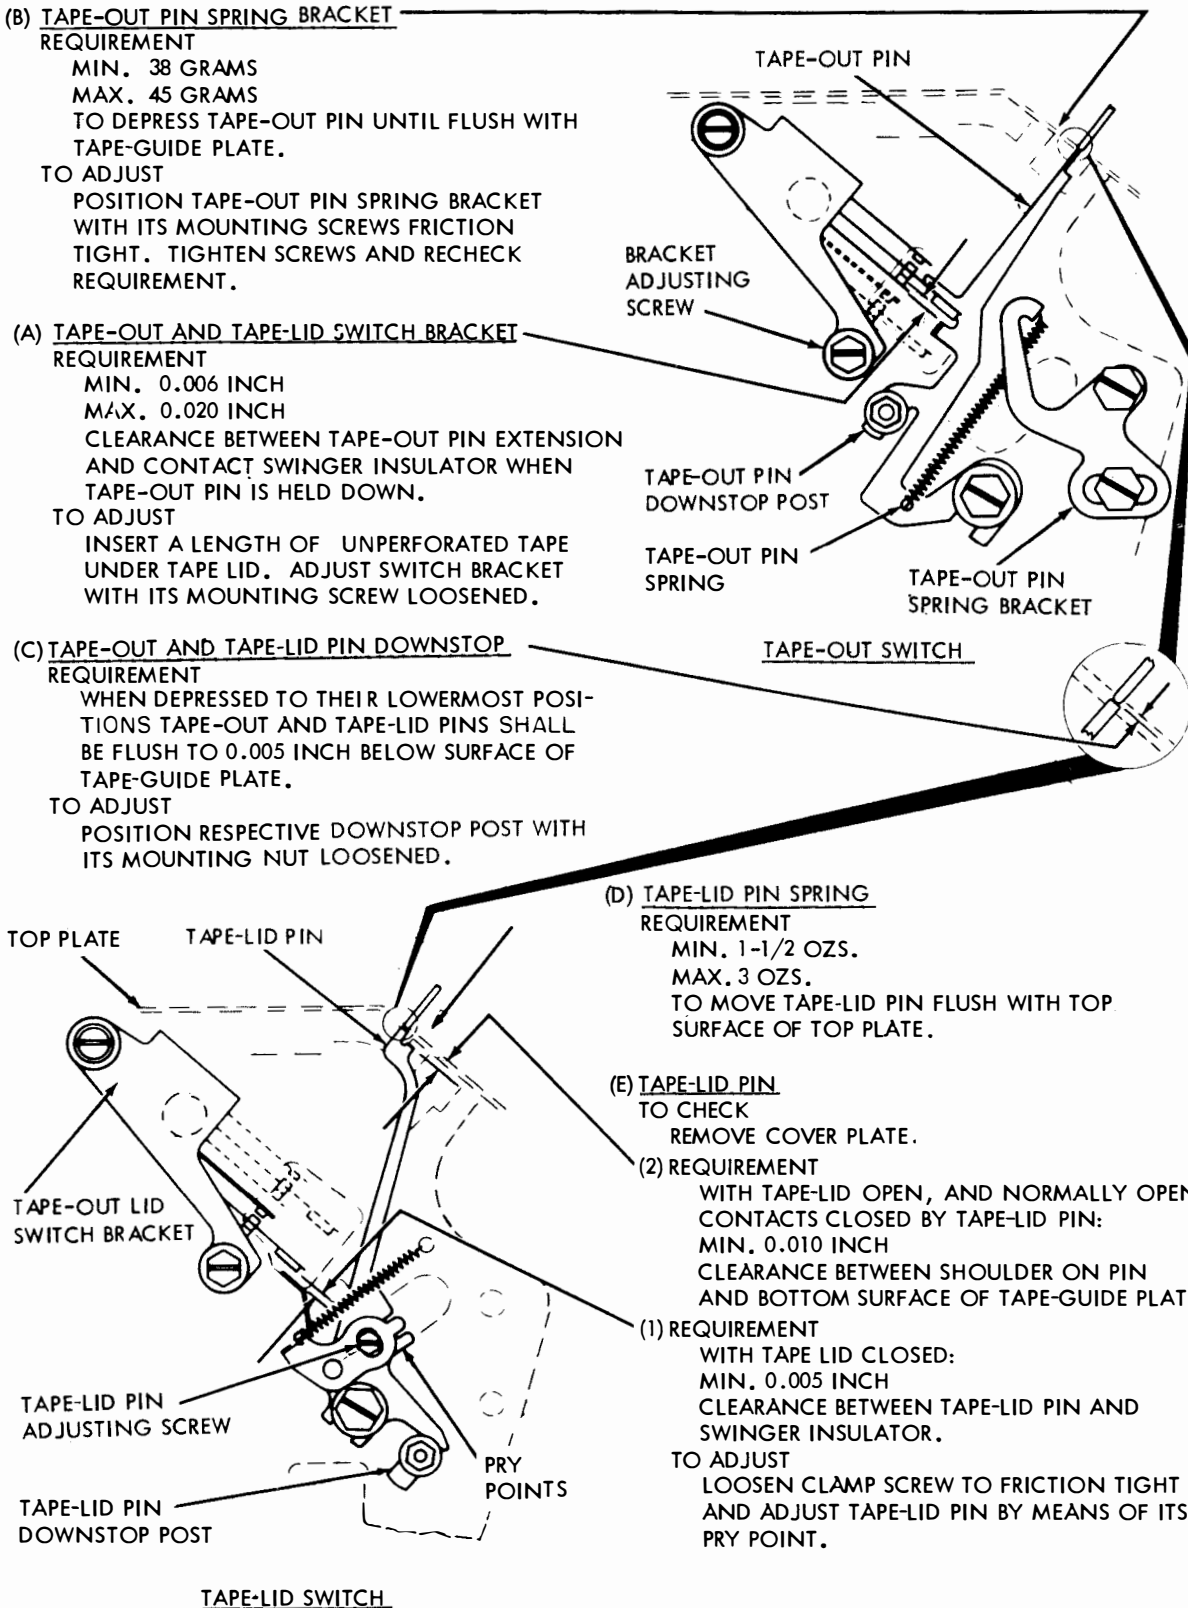 (B) TAPE-OUT PIN SPRING BRACKET
REQUIREMENT
MIN. 38 GRAMS
MAX. 45 GRAMS
TO DEPRESS TAPE-OUT PIN UNTIL FLUSH WITH
TAPE-GUIDE PLATE.
TO ADJUST
POSITION TAPE-OUT PIN SPRING BRACKET
WITH ITS MOUNTING SCREWS FRICTION
TIGHT. TIGHTEN SCREWS AND RECHECK
REQUIREMENT.
(A) TAPE-OUT AND TAPE-LID SWITCH BRACKET
REQUIREMENT
MIN. 0.006 INCH
MAX. 0.020 INCH
CLEARANCE BETWEEN TAPE-OUT PIN EXTENSION
AND CONTACT SWINGER INSULATOR WHEN
TAPE-OUT PIN IS HELD DOWN.
TO ADJUST
INSERT A LENGTH OF UNPERFORATED TAPE
UNDER TAPE LID. ADJUST SWITCH BRACKET
WITH ITS MOUNTING SCREW LOOSENED.
(C) TAPE-OUT AND TAPE-LID PIN DOWNSTOP
REQUIREMENT
WHEN DEPRESSED TO THEIR LOWERMOST POSI-
TIONS TAPE-OUT AND TAPE-LID PINS SHALL
BE FLUSH TO 0.005 INCH BELOW SURFACE OF
TAPE-GUIDE PLATE.
TO ADJUST
POSITION RESPECTIVE DOWNSTOP POST WITH
ITS MOUNTING NUT LOOSENED.
TAPE-OUT PIN
BRACKET
ADJUSTING
SCREW
TAPE-OUT PIN
DOWNSTOP POST
TAPE-OUT PIN
SPRING
TAPE-OUT PIN
SPRING BRACKET
TAPE-OUT SWITCH
(D) TAPE-LID PIN SPRING
REQUIREMENT
MIN. 1-1/2 OZS.
MAX. 3 OZS.
TO MOVE TAPE-LID PIN FLUSH WITH TOP
SURFACE OF TOP PLATE.
(E) TAPE-LID PIN
TO CHECK
REMOVE COVER PLATE.
(2) REQUIREMENT
WITH TAPE-LID OPEN, AND NORMALLY OPEN
CONTACTS CLOSED BY TAPE-LID PIN:
MIN. 0.010 INCH
CLEARANCE BETWEEN SHOULDER ON PIN
AND BOTTOM SURFACE OF TAPE-GUIDE PLAT
(1) REQUIREMENT
WITH TAPE LID CLOSED:
MIN. 0.005 INCH
CLEARANCE BETWEEN TAPE-LID PIN AND
SWINGER INSULATOR.
TO ADJUST
LOOSEN CLAMP SCREW TO FRICTION TIGHT
AND ADJUST TAPE-LID PIN BY MEANS OF ITS
PRY POINT.
TOP PLATE
TAPE-LID PIN
TAPE-OUT LID
SWITCH BRACKET
TAPE-LID PIN
ADJUSTING SCREW
TAPE-LID PIN
DOWNSTOP POST
PRY
POINTS
TAPE-LID SWITCH